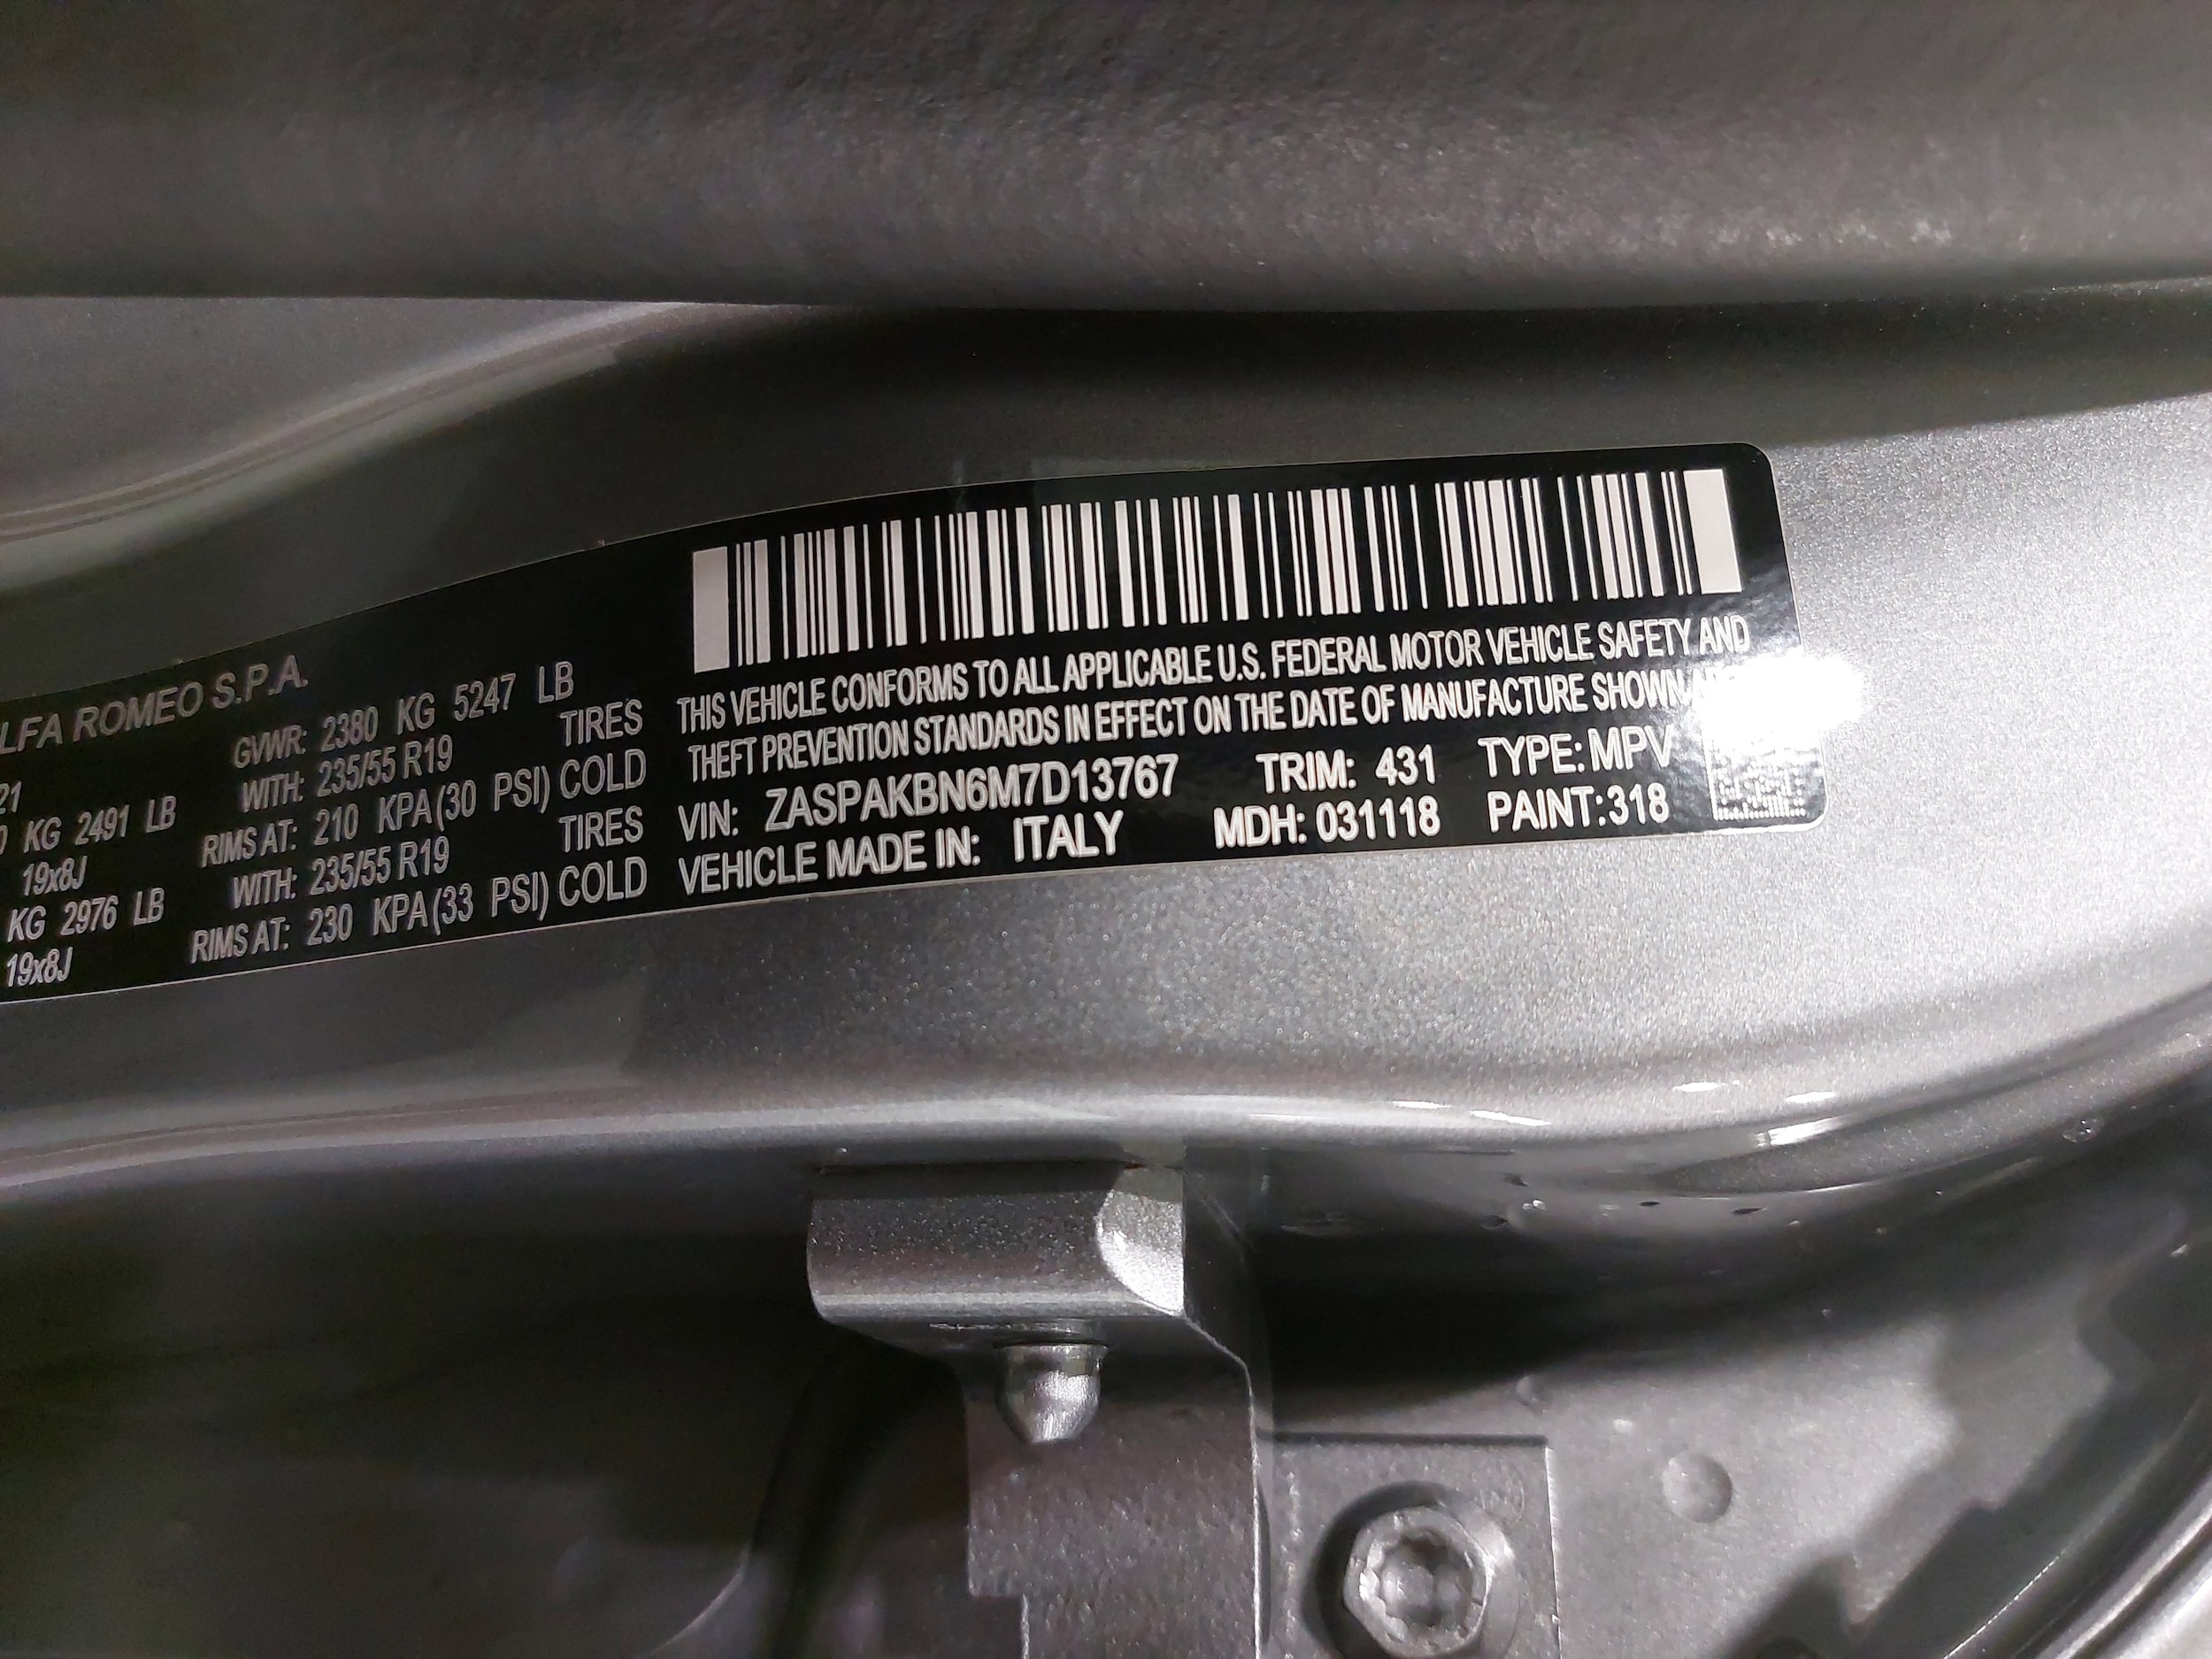 LFA ROMEO S.P.A.
21
GVWR: 2380 KG 5247 LB
KG 2491 LB WITH: 235/55 R19 TIRES
19x8J RIMS AT: 210 KPA (30 PSI) COLD
KG 2976 LB WITH: 235/55 R19 TIRES
19x8J RIMS AT: 230 KPA (33 PSI) COLD
THIS VEHICLE CONFORMS TO ALL APPLICABLE U.S. FEDERAL MOTOR VEHICLE SAFETY AND
THEFT PREVENTION STANDARDS IN EFFECT ON THE DATE OF MANUFACTURE SHOWN
VIN: ZASPAKBN6M7D13767 TRIM: 431 TYPE: MPV
VEHICLE MADE IN: ITALY MDH: 031118 PAINT: 318